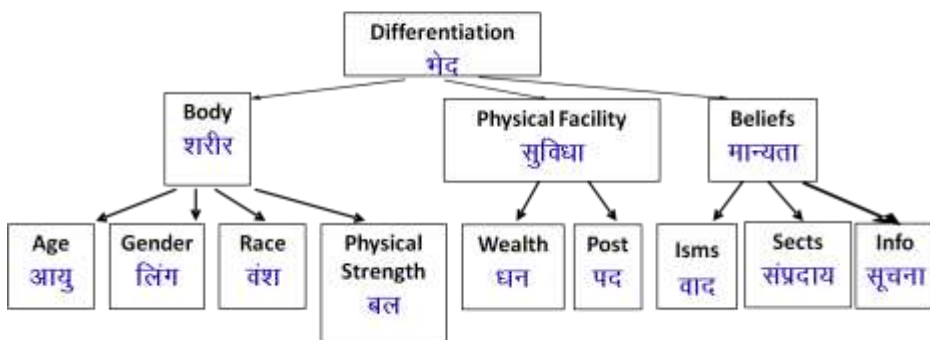 Differentiation
भेद
Body
शरीर
Physical Facility
सुविधा
Beliefs
मान्यता
Age
आयु
Gender
लिंग
Race
वंश
Physical
Strength
बल
Wealth
धन
Post
पद
Isms
वाद
Sects
संप्रदाय
Info
सूचना